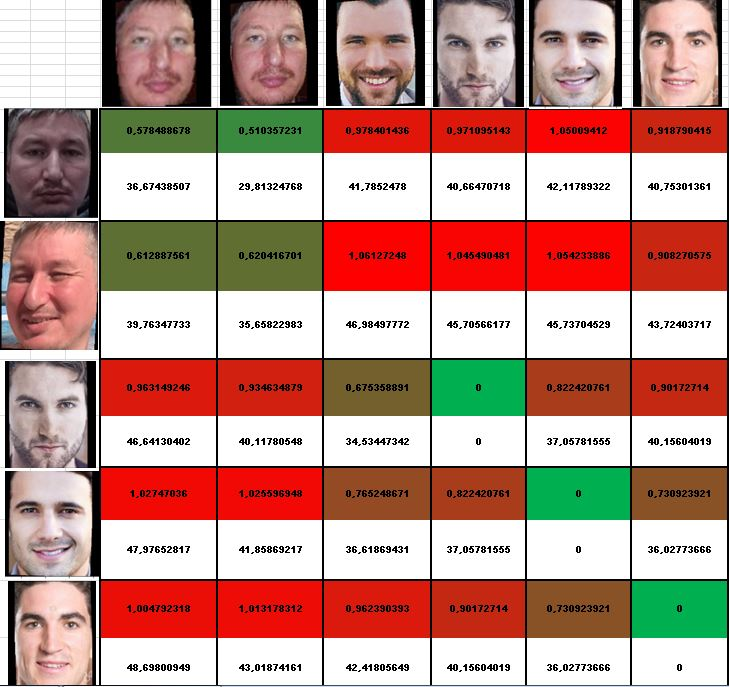 0,578488678 0,510357231 0,978401436 0,971095143 1,05009412 0,918790415
36,67438507 29,81324768 41,7852478 40,66470718 42,11789322 40,75301361
0,612887561 0,620416701 1,06127248 1,045490481 1,054233886 0,908270575
39,76347733 35,65822983 46,98497772 45,70566177 45,73704529 43,72403717
0,963149246 0,934634879 0,675358891 0 0,822420761 0,90172714
46,64130402 40,11780548 34,53447342 0 37,05781555 40,15604019
1,02747036 1,025596948 0,765248671 0,822420761 0 0,730923921
47,97652817 41,85869217 36,61869431 37,05781555 0 36,02773666
1,004792318 1,013178312 0,962390393 0,90172714 0,730923921 0
48,69800949 43,01874161 42,41805649 40,15604019 36,02773666 0